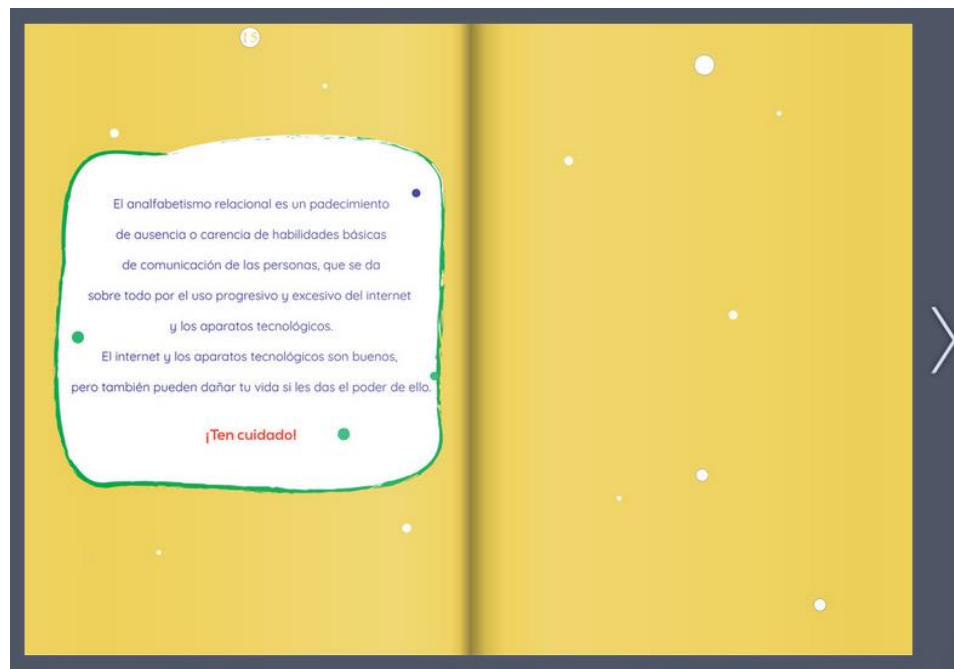 15
El analfabetismo relacional es un padecimiento
de ausencia o carencia de habilidades básicas
de comunicación de las personas, que se da
sobre todo por el uso progresivo y excesivo del internet
y los aparatos tecnológicos.
El internet y los aparatos tecnológicos son buenos,
pero también pueden dañar tu vida si les das el poder de ello.
¡Ten cuidado!